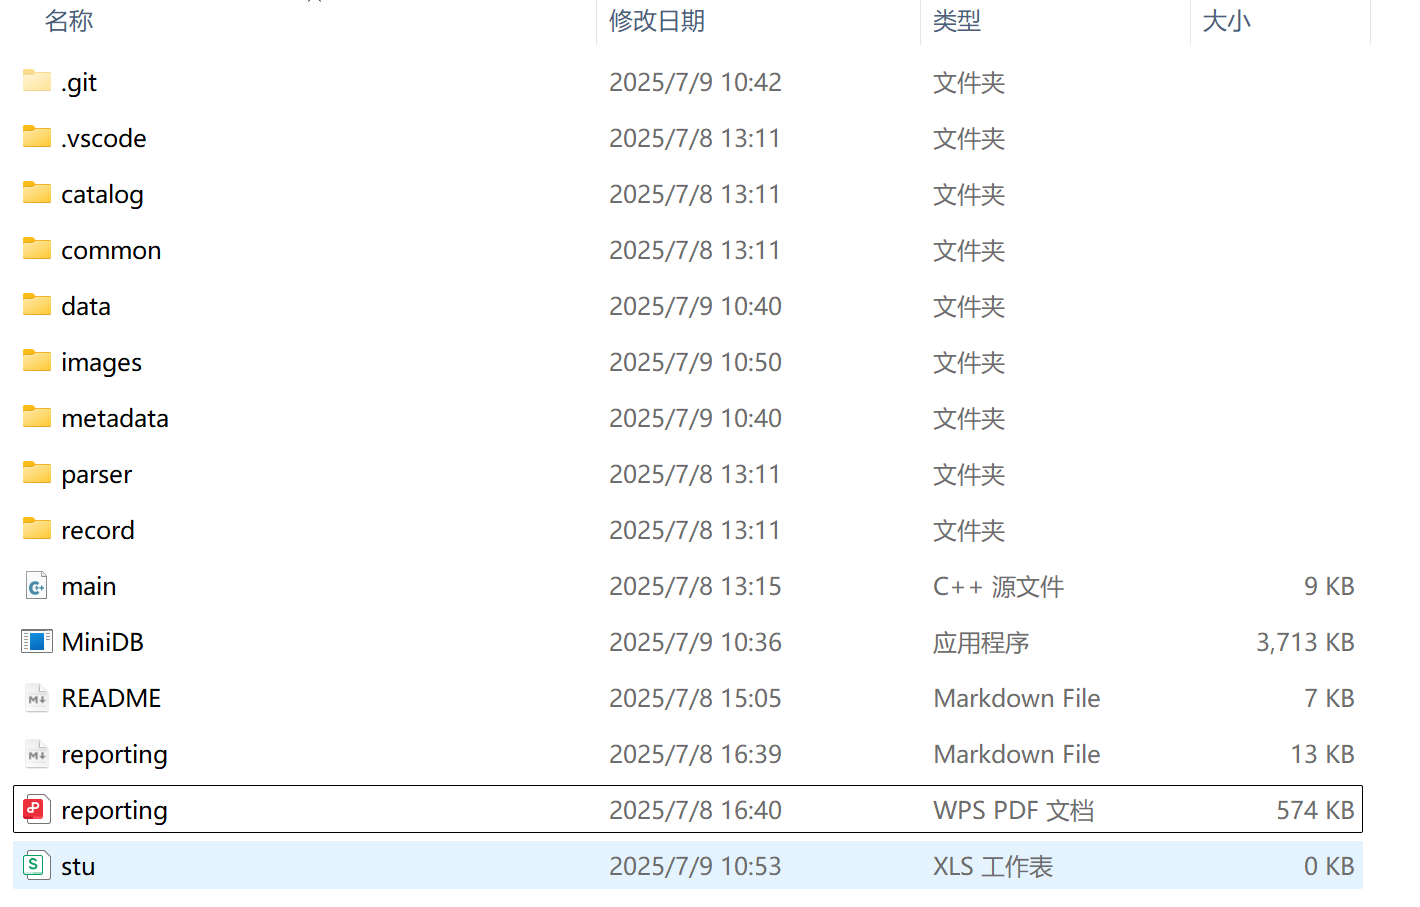 名称 修改日期 类型 大小
.git 2025/7/9 10:42 文件夹
.vscode 2025/7/8 13:11 文件夹
catalog 2025/7/8 13:11 文件夹
common 2025/7/8 13:11 文件夹
data 2025/7/9 10:40 文件夹
images 2025/7/9 10:50 文件夹
metadata 2025/7/9 10:40 文件夹
parser 2025/7/8 13:11 文件夹
record 2025/7/8 13:11 文件夹
main 2025/7/8 13:15 C++ 源文件 9 KB
MiniDB 2025/7/9 10:36 应用程序 3,713 KB
README 2025/7/8 15:05 Markdown File 7 KB
reporting 2025/7/8 16:39 Markdown File 13 KB
reporting 2025/7/8 16:40 WPS PDF 文档 574 KB
stu 2025/7/9 10:53 XLS 工作表 0 KB